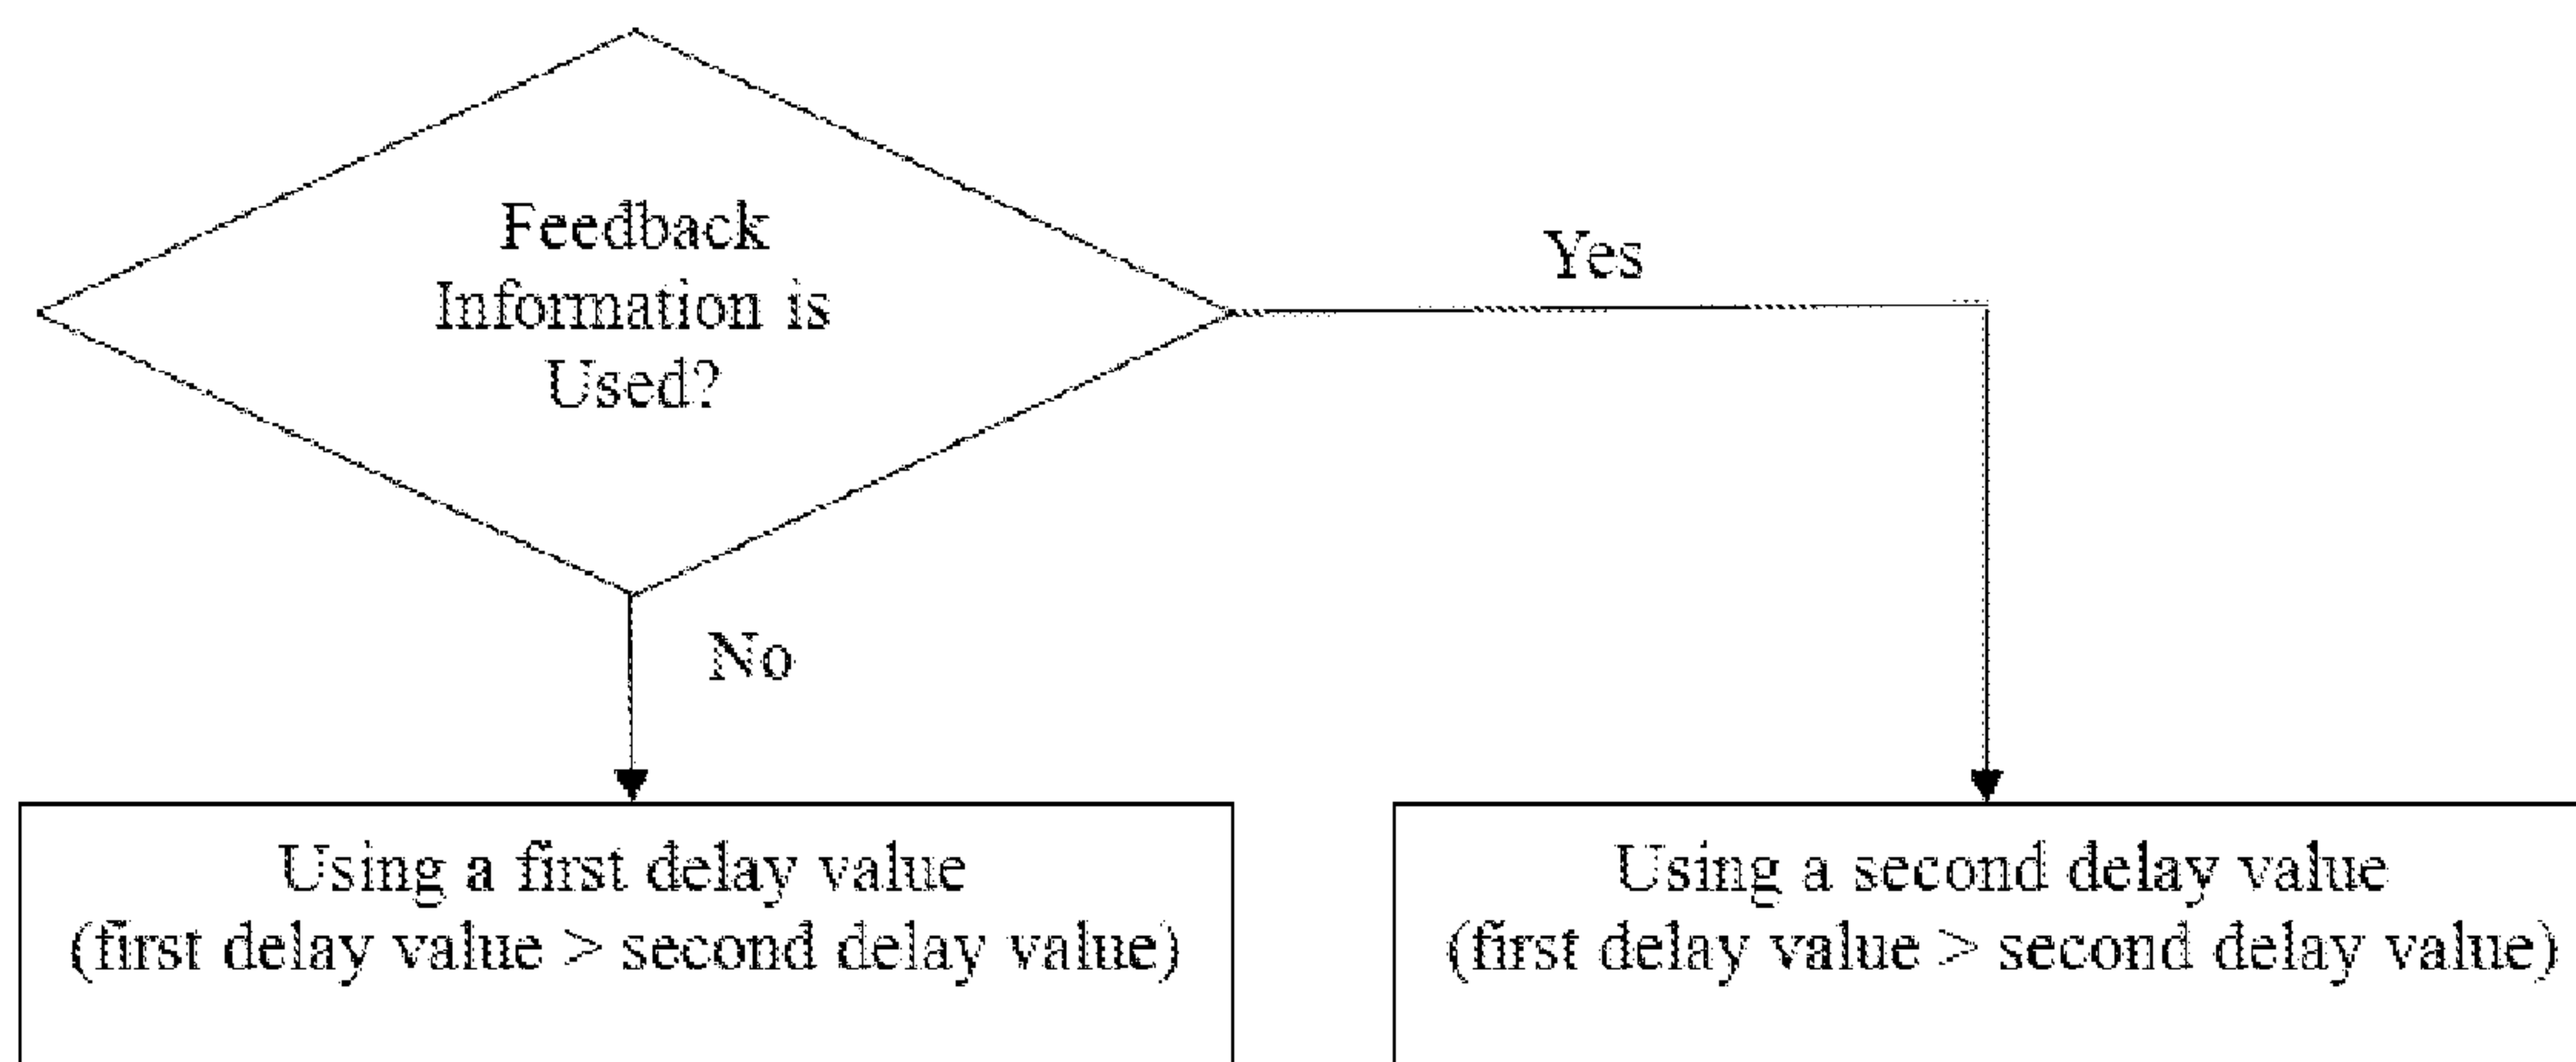 Feedback
Information is
Used?
Yes
No
Using a first delay value
(first delay value > second delay value)
Using a second delay value
(first delay value > second delay value)